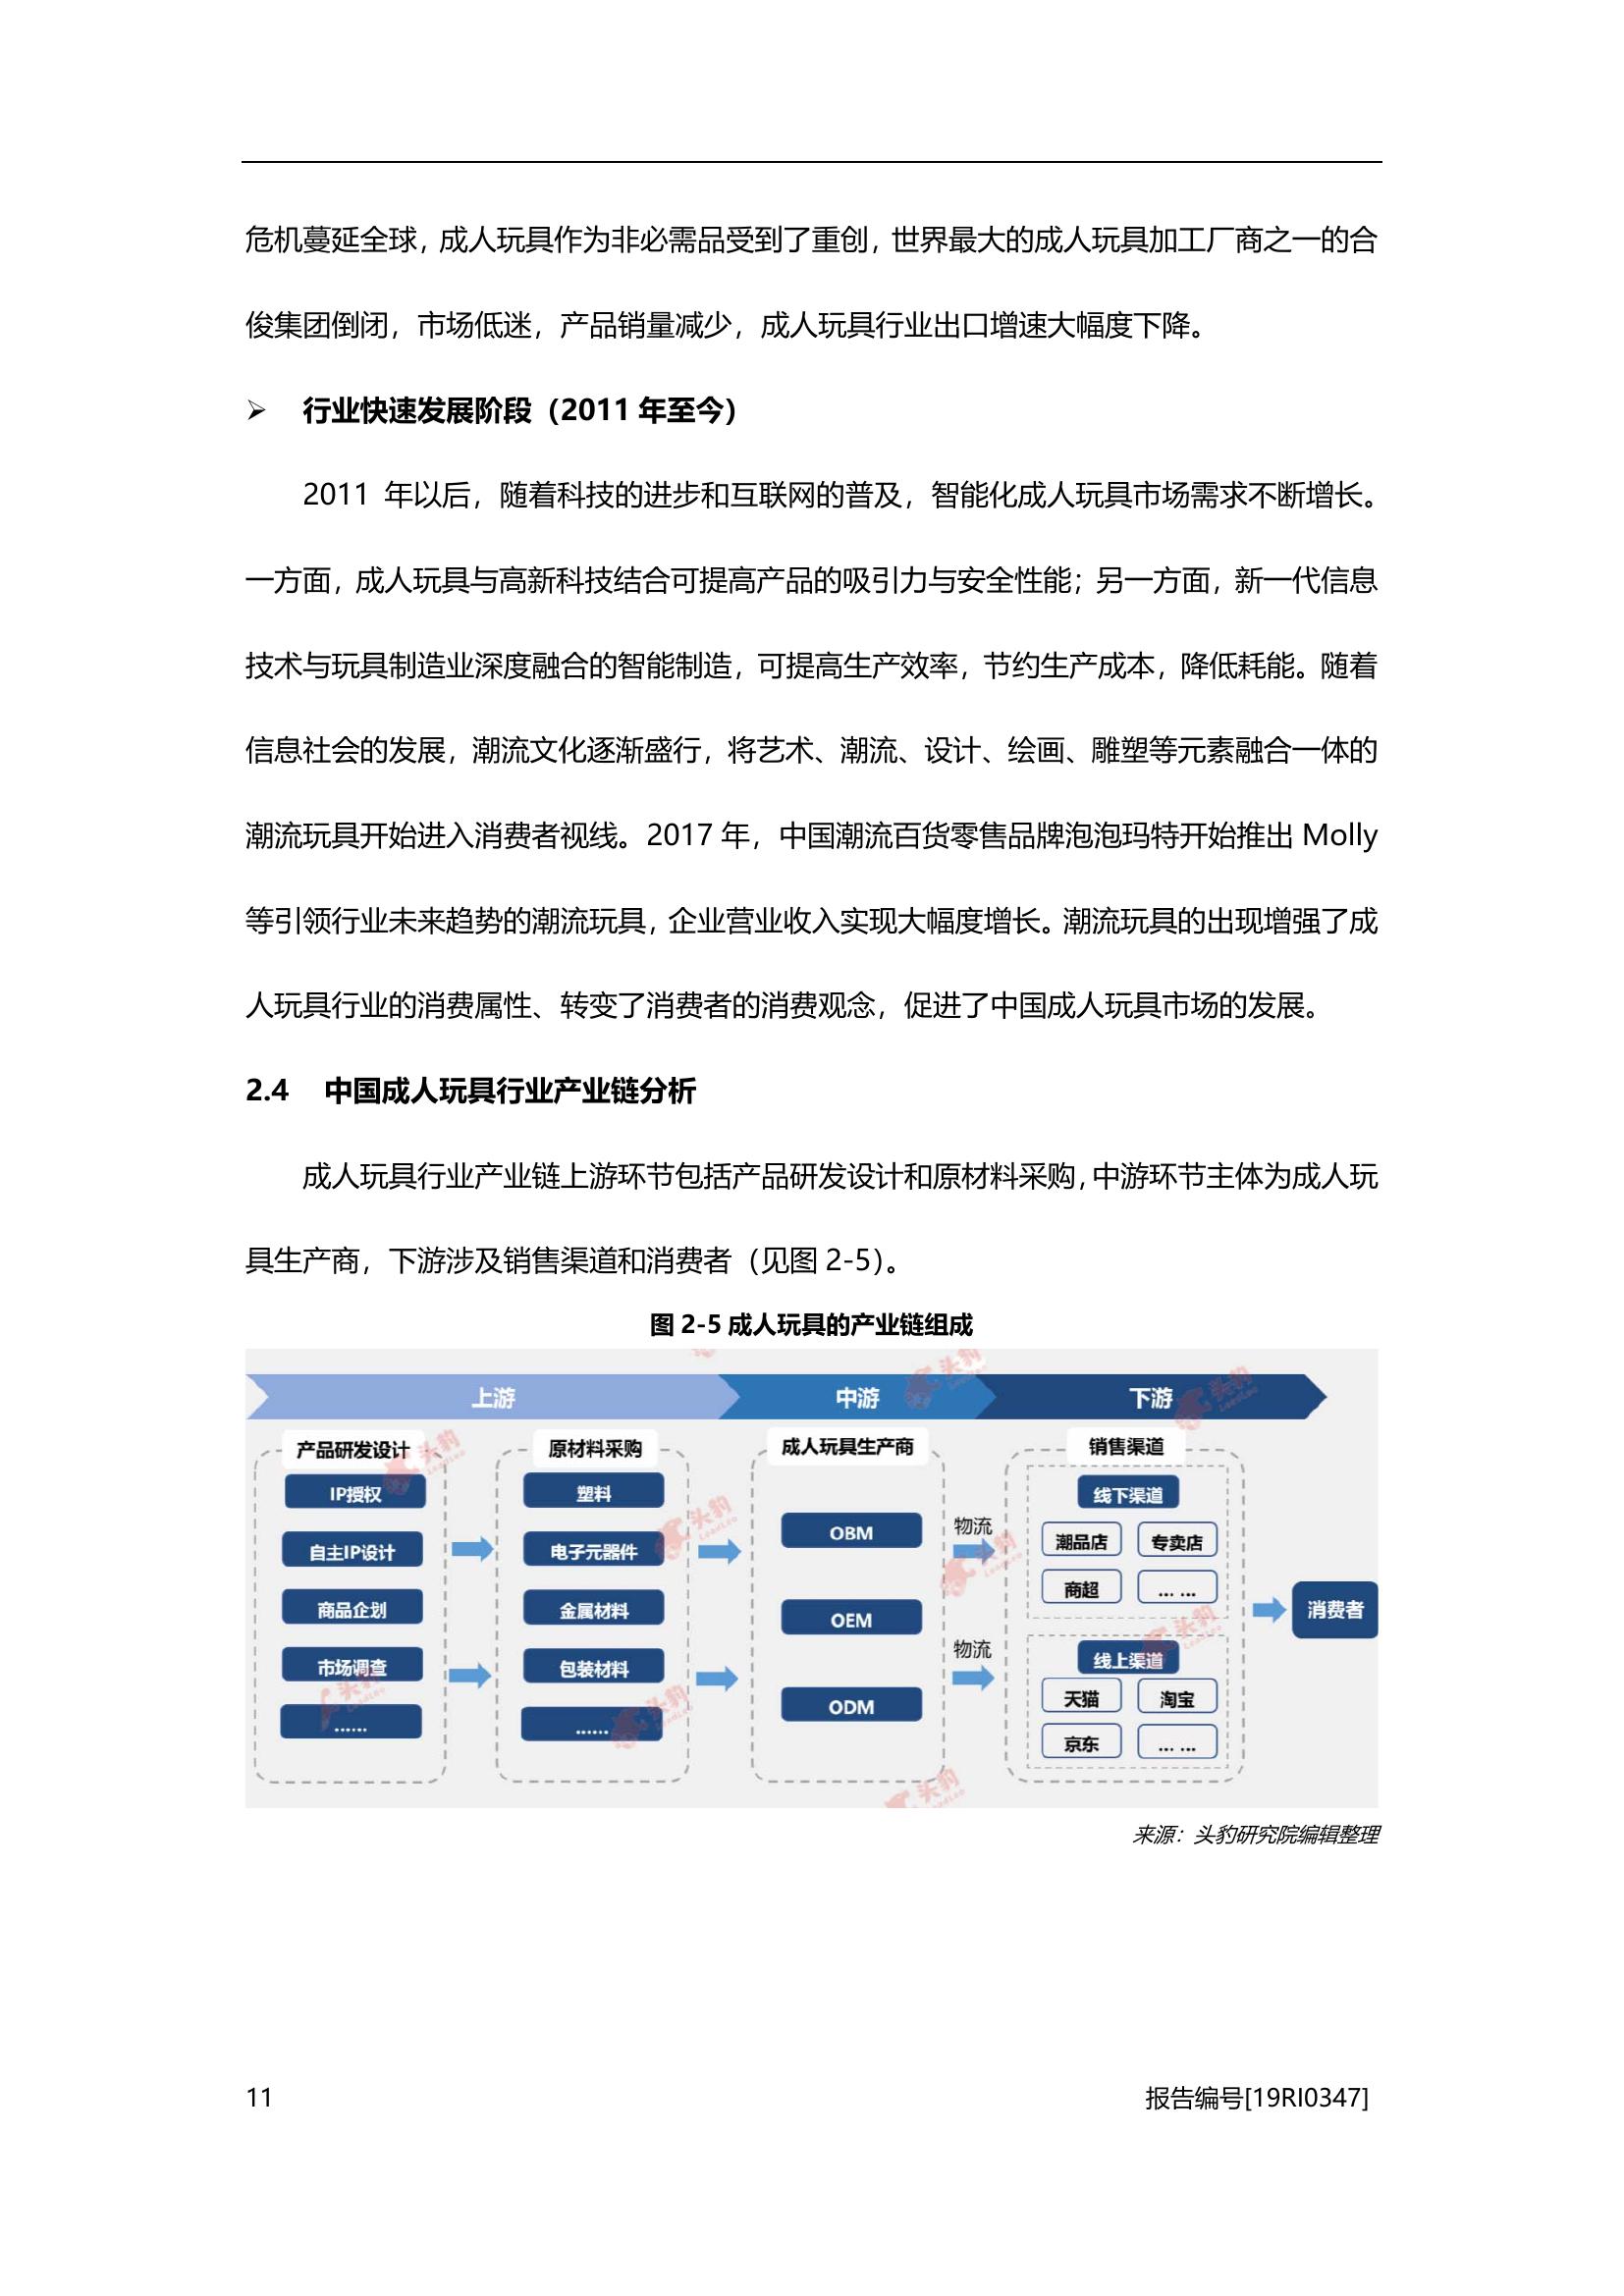 危机蔓延全球，成人玩具作为非必需品受到了重创，世界最大的成人玩具加工厂商之一的合
俊集团倒闭，市场低迷，产品销量减少，成人玩具行业出口增速大幅度下降。
➢ 行业快速发展阶段（2011 年至今）
2011 年以后，随着科技的进步和互联网的普及，智能化成人玩具市场需求不断增长。
一方面，成人玩具与高新科技结合可提高产品的吸引力与安全性能；另一方面，新一代信息
技术与玩具制造业深度融合的智能制造，可提高生产效率，节约生产成本，降低耗能。随着
信息社会的发展，潮流文化逐渐盛行，将艺术、潮流、设计、绘画、雕塑等元素融合一体的
潮流玩具开始进入消费者视线。2017 年，中国潮流百货零售品牌泡泡玛特开始推出 Molly
等引领行业未来趋势的潮流玩具，企业营业收入实现大幅度增长。潮流玩具的出现增强了成
人玩具行业的消费属性、转变了消费者的消费观念，促进了中国成人玩具市场的发展。
2.4 中国成人玩具行业产业链分析
成人玩具行业产业链上游环节包括产品研发设计和原材料采购，中游环节主体为成人玩
具生产商，下游涉及销售渠道和消费者（见图 2-5）。
图 2-5 成人玩具的产业链组成
上游 中游 下游
产品研发设计
IP授权
自主IP设计
商品企划
市场调查
......
原材料采购
塑料
电子元器件
金属材料
包装材料
......
成人玩具生产商
OBM
OEM
ODM
物流
物流
销售渠道
线下渠道
潮品店 专卖店
商超 ... ...
线上渠道
天猫 淘宝
京东 ... ...
消费者
头豹
LeadLeo
来源：头豹研究院编辑整理
11 报告编号[19RI0347]